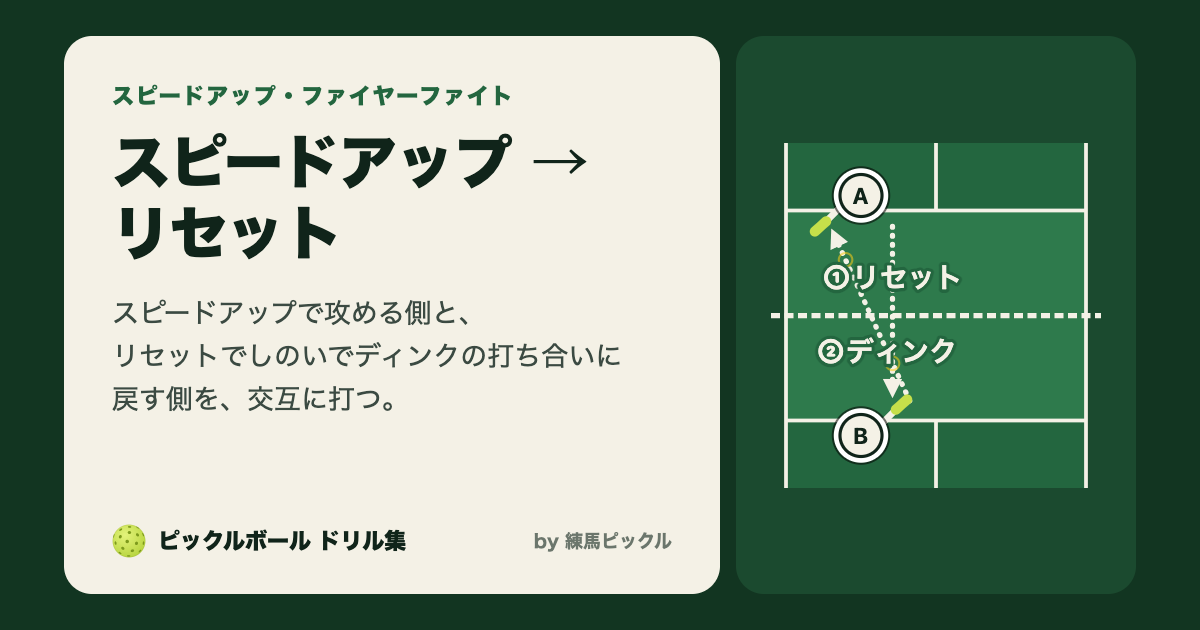 スピードアップ・ファイヤーファイト
スピードアップ →
リセット
スピードアップで攻める側と、
リセットでしのいでディンクの打ち合いに
戻す側を、交互に打つ。
ピックルボール ドリル集
by 練馬ピックル
A
①リセット
②ディンク
B